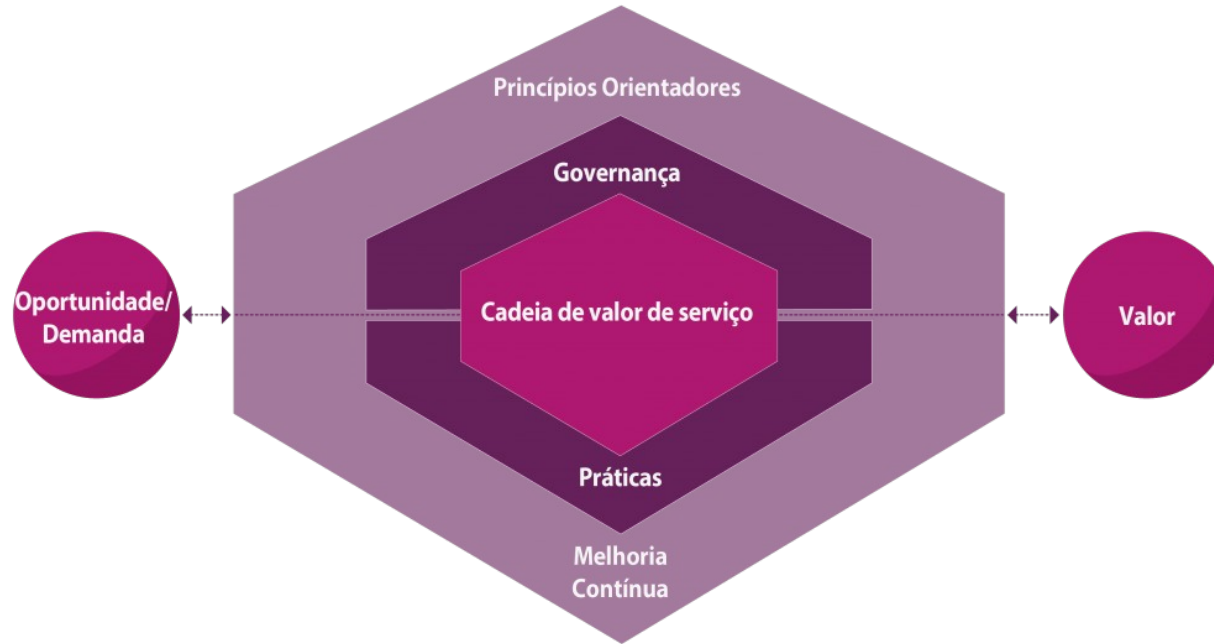 Princípios Orientadores
Governança
Oportunidade/
Demanda
Cadeia de valor de serviço
Valor
Práticas
Melhoria
Contínua